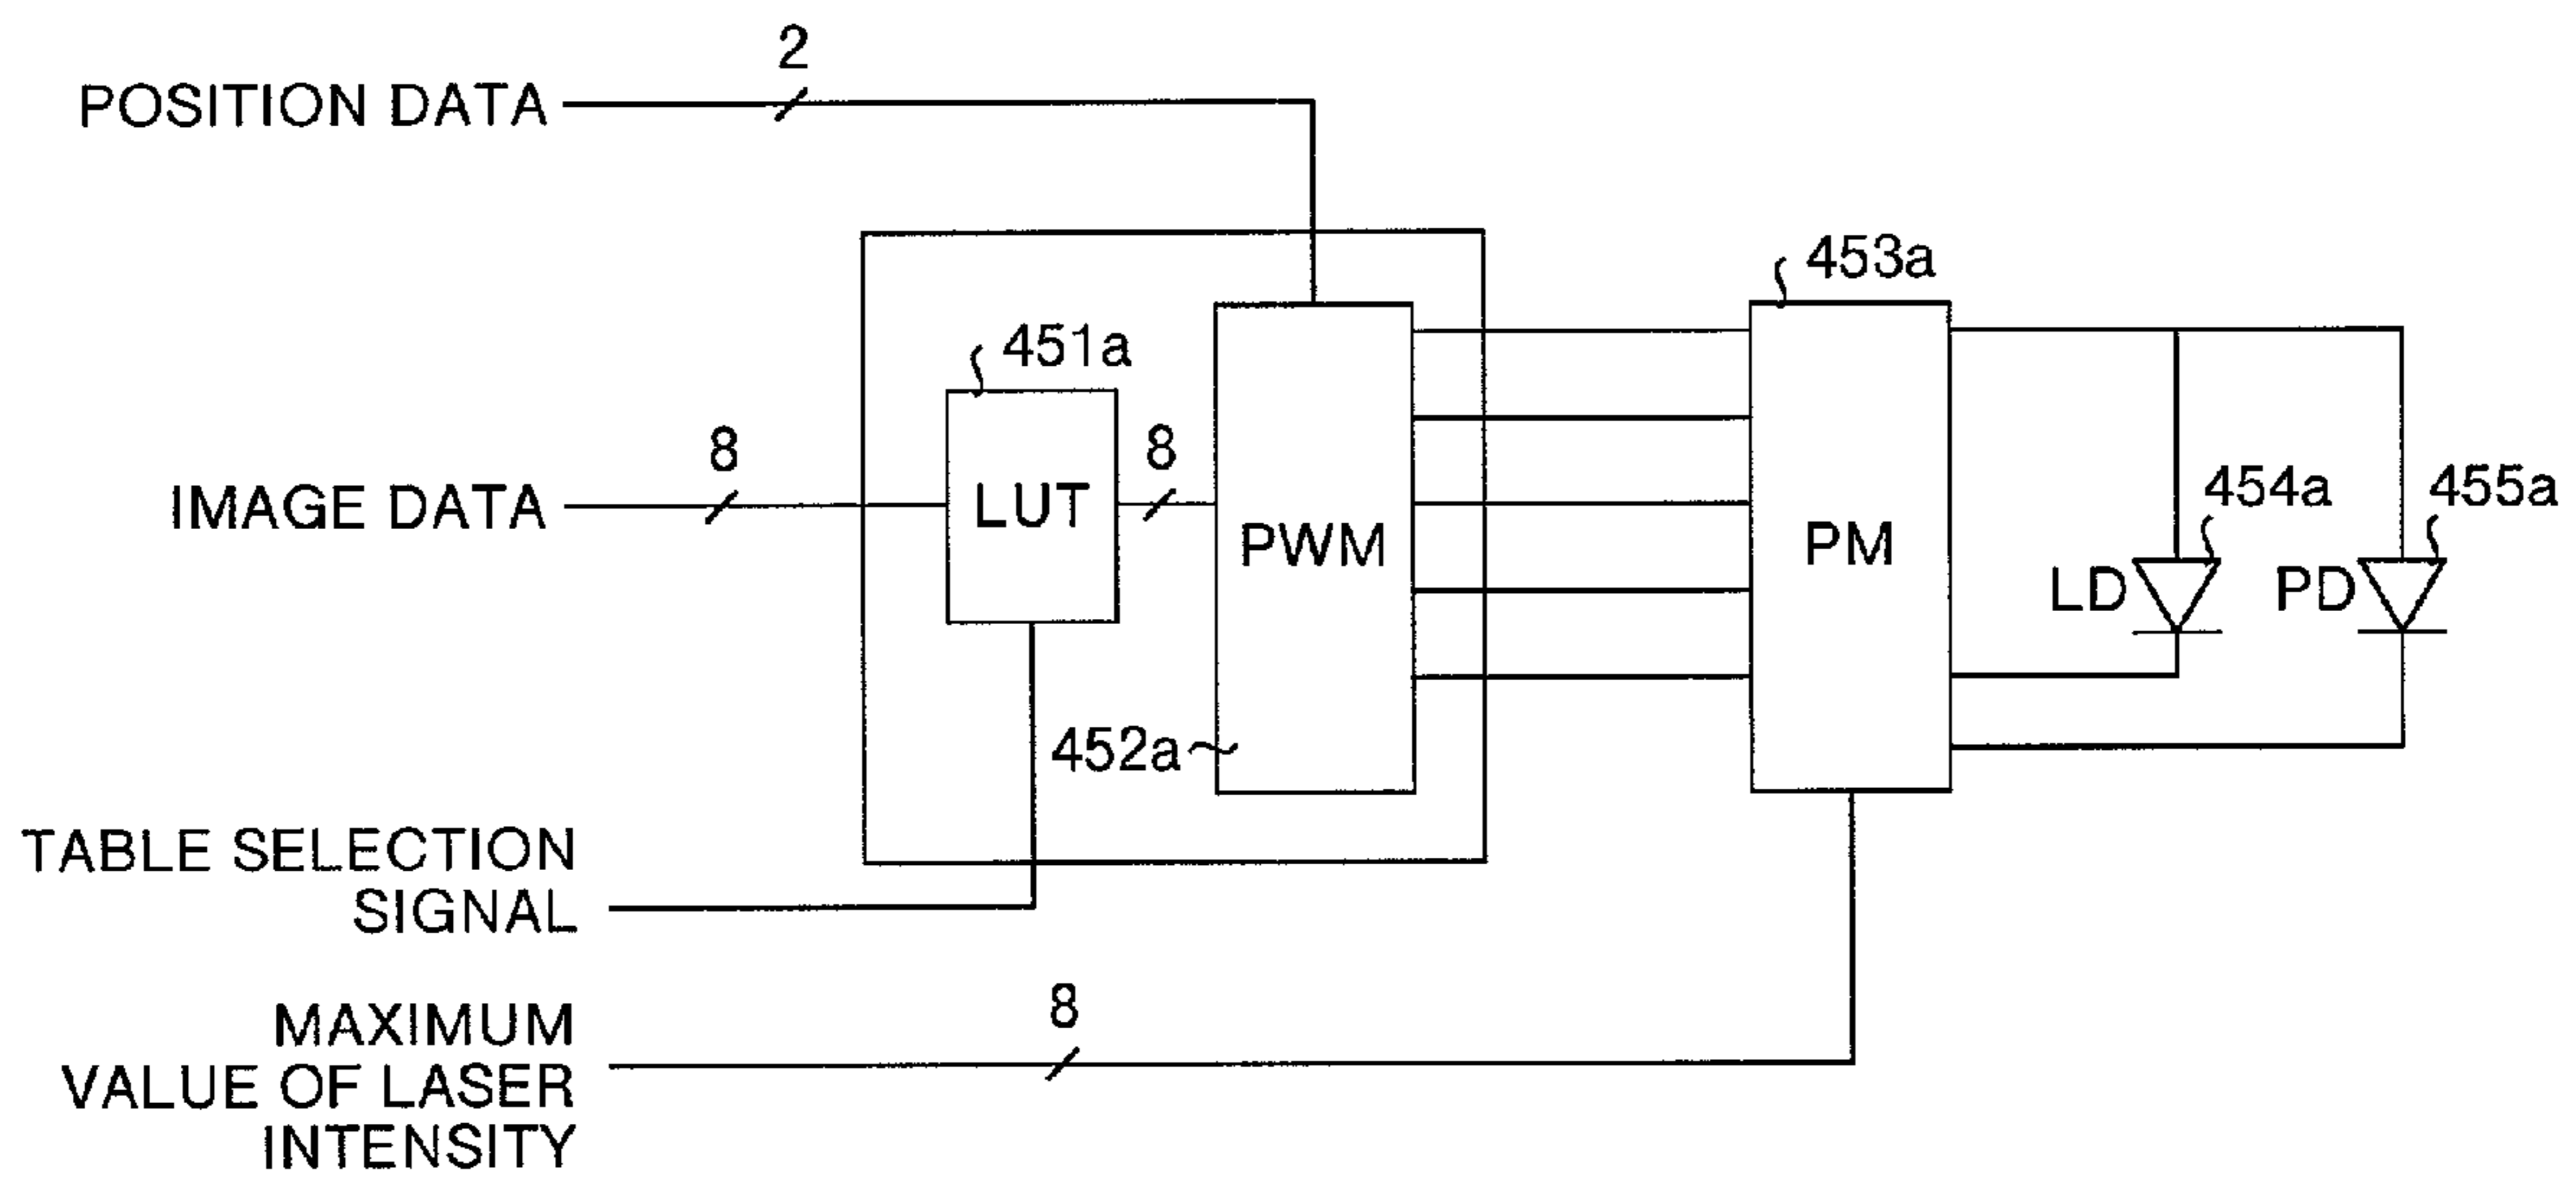 2
POSITION DATA
453a
451a
8
8
IMAGE DATA
LUT
PWM
PM
454a
455a
LD
PD
452a
TABLE SELECTION
SIGNAL
8
MAXIMUM
VALUE OF LASER
INTENSITY